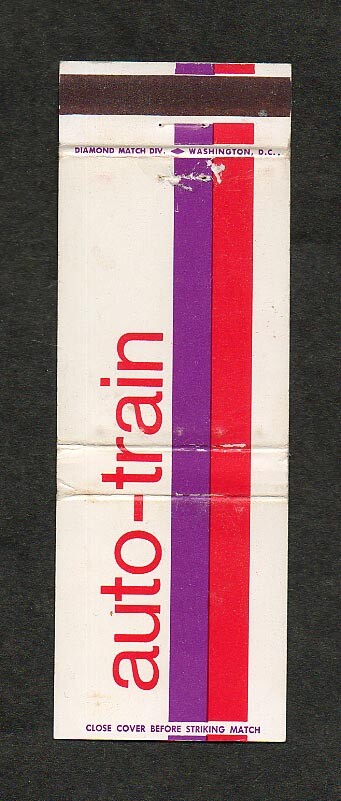 DIAMOND MATCH DIV. ◆ WASHINGTON, D.C.,
auto-train
CLOSE COVER BEFORE STRIKING MATCH